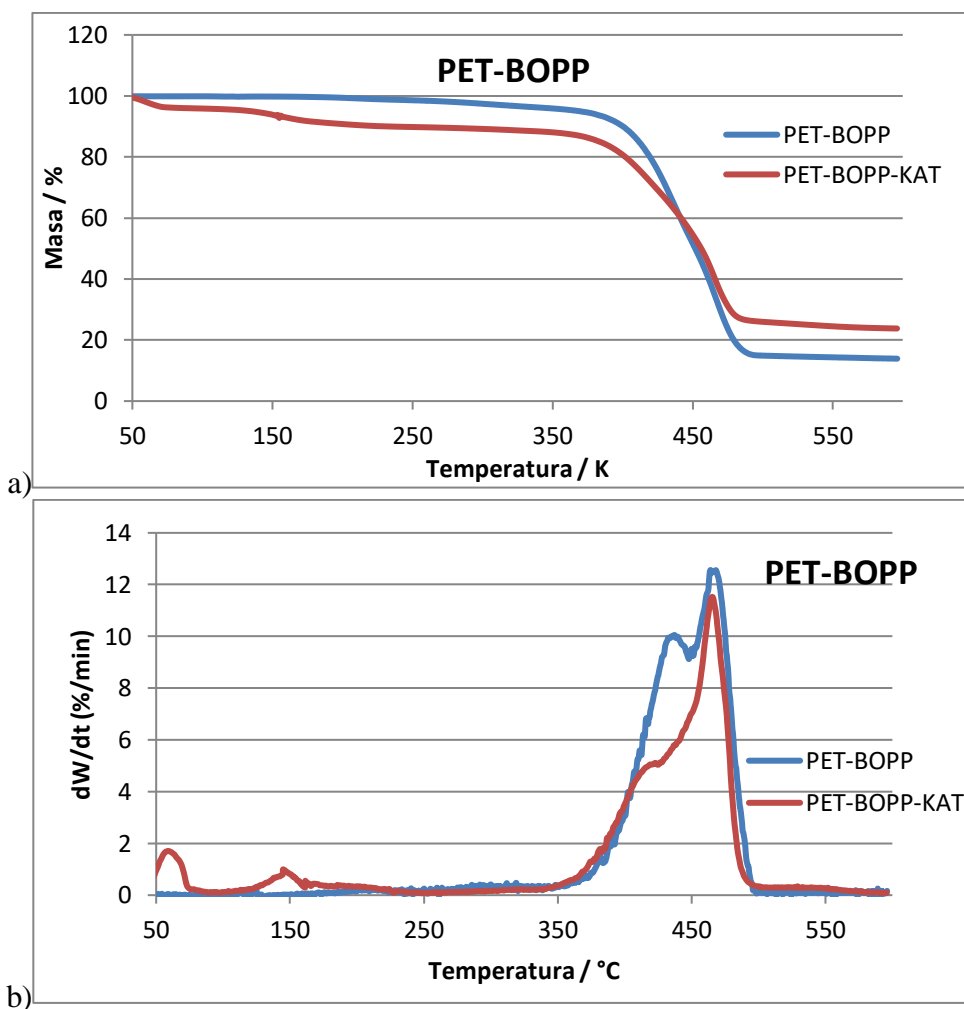 PET-BOPP
120
100
80
60
40
20
0
Masa / %
PET-BOPP
PET-BOPP-KAT
50 150 250 350 450 550
Temperatura / K
a)
PET-BOPP
14
12
10
8
6
4
2
0
dW/dt (%/min)
PET-BOPP
PET-BOPP-KAT
50 150 250 350 450 550
Temperatura / °C
b)